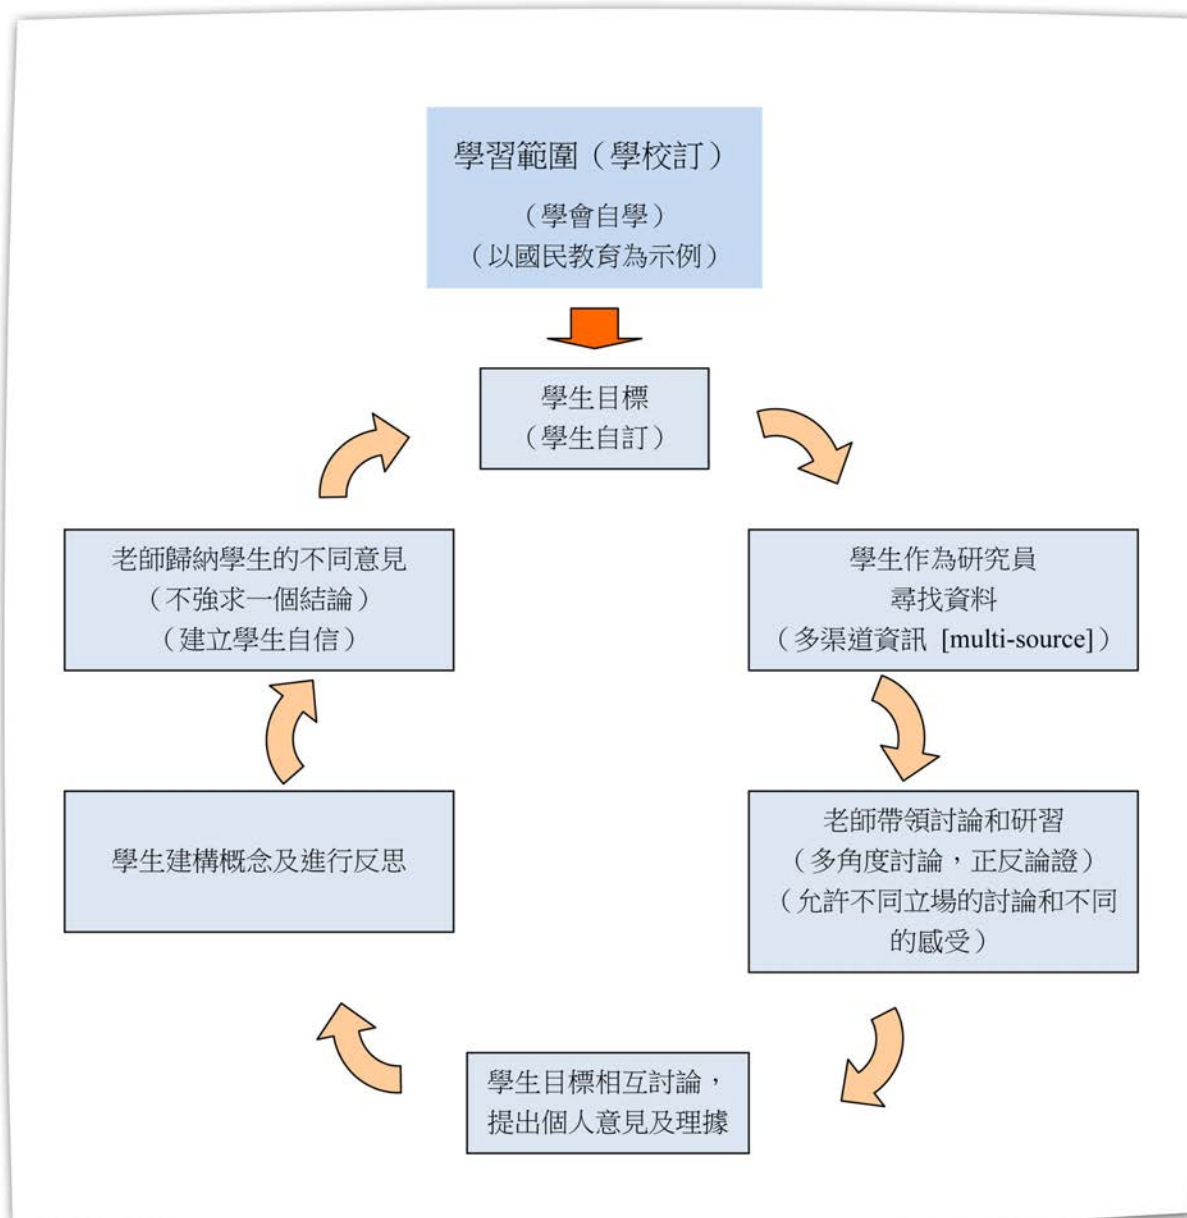 學習範圍（學校訂）
（學會自學）
（以國民教育為示例）
學生目標
（學生自訂）
學生作為研究員
尋找資料
（多渠道資訊 [multi-source]）
老師帶領討論和研習
（多角度討論，正反論證）
（允許不同立場的討論和不同
的感受）
學生目標相互討論，
提出個人意見及理據
學生建構概念及進行反思
老師歸納學生的不同意見
（不強求一個結論）
（建立學生自信）